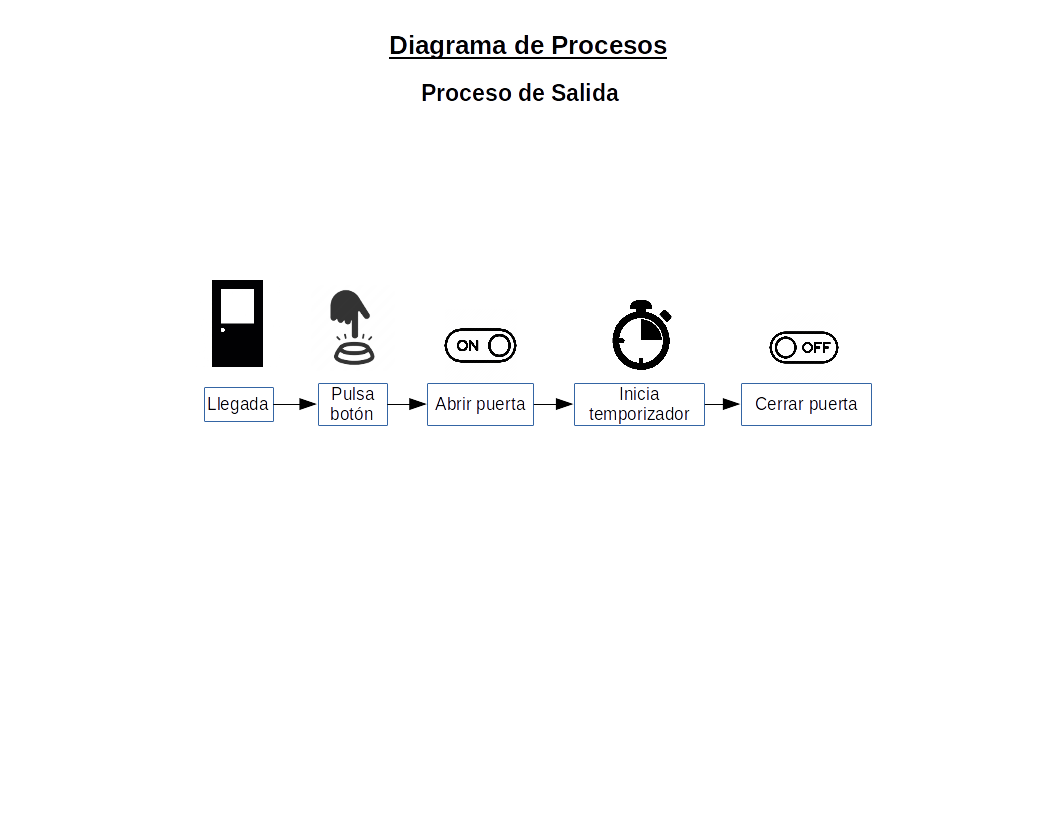 Diagrama de Procesos
Proceso de Salida
ON
OFF
Llegada
Pulsa
botón
Abrir puerta
Inicia
temporizador
Cerrar puerta